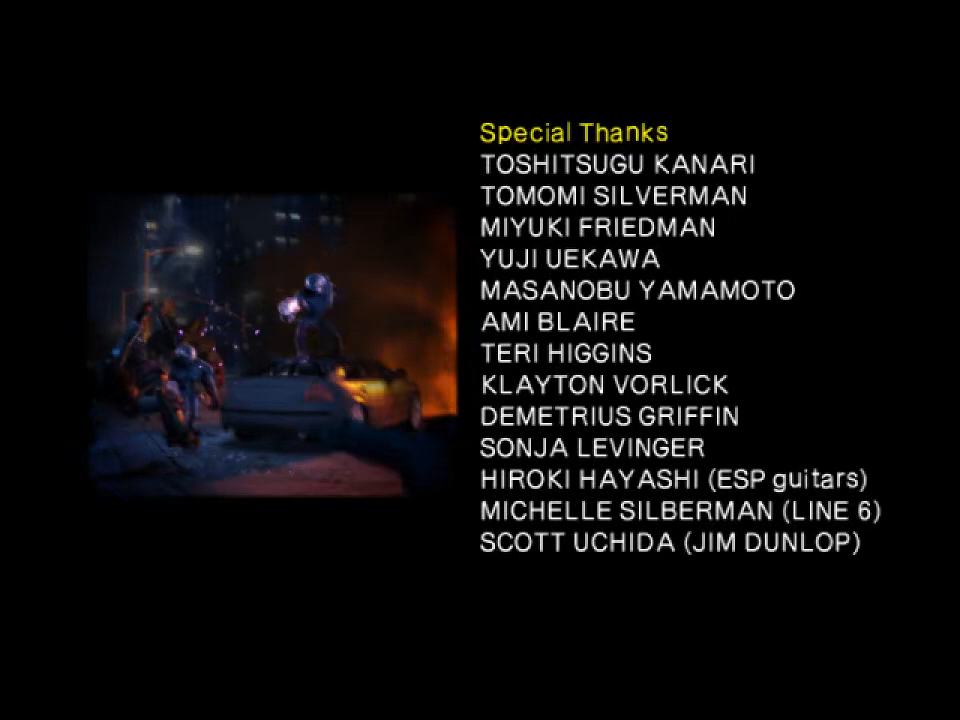 Special Thanks
TOSHITSUGU KANARI
TOMOMI SILVERMAN
MIYUKI FRIEDMAN
YUJI UEKAWA
MASANOBU YAMAMOTO
AMI BLAIRE
TERI HIGGINS
KLAYTON VORLICK
DEMETRIUS GRIFFIN
SONJA LEVINGER
HIROKI HAYASHI (ESP guitars)
MICHELLE SILBERMAN (LINE 6)
SCOTT UCHIDA (JIM DUNLOP)